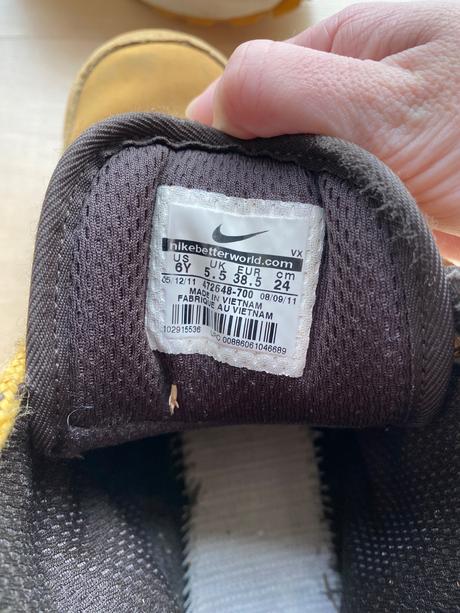 VX
nikebetterworld.com
US UK EUR cm
6Y 5.5 38.5 24
05/12/11 472648-700 08/09/11
MADE IN VIETNAM
FABRIQUE AU VIETNAM
102915536 UPC 00886061046689